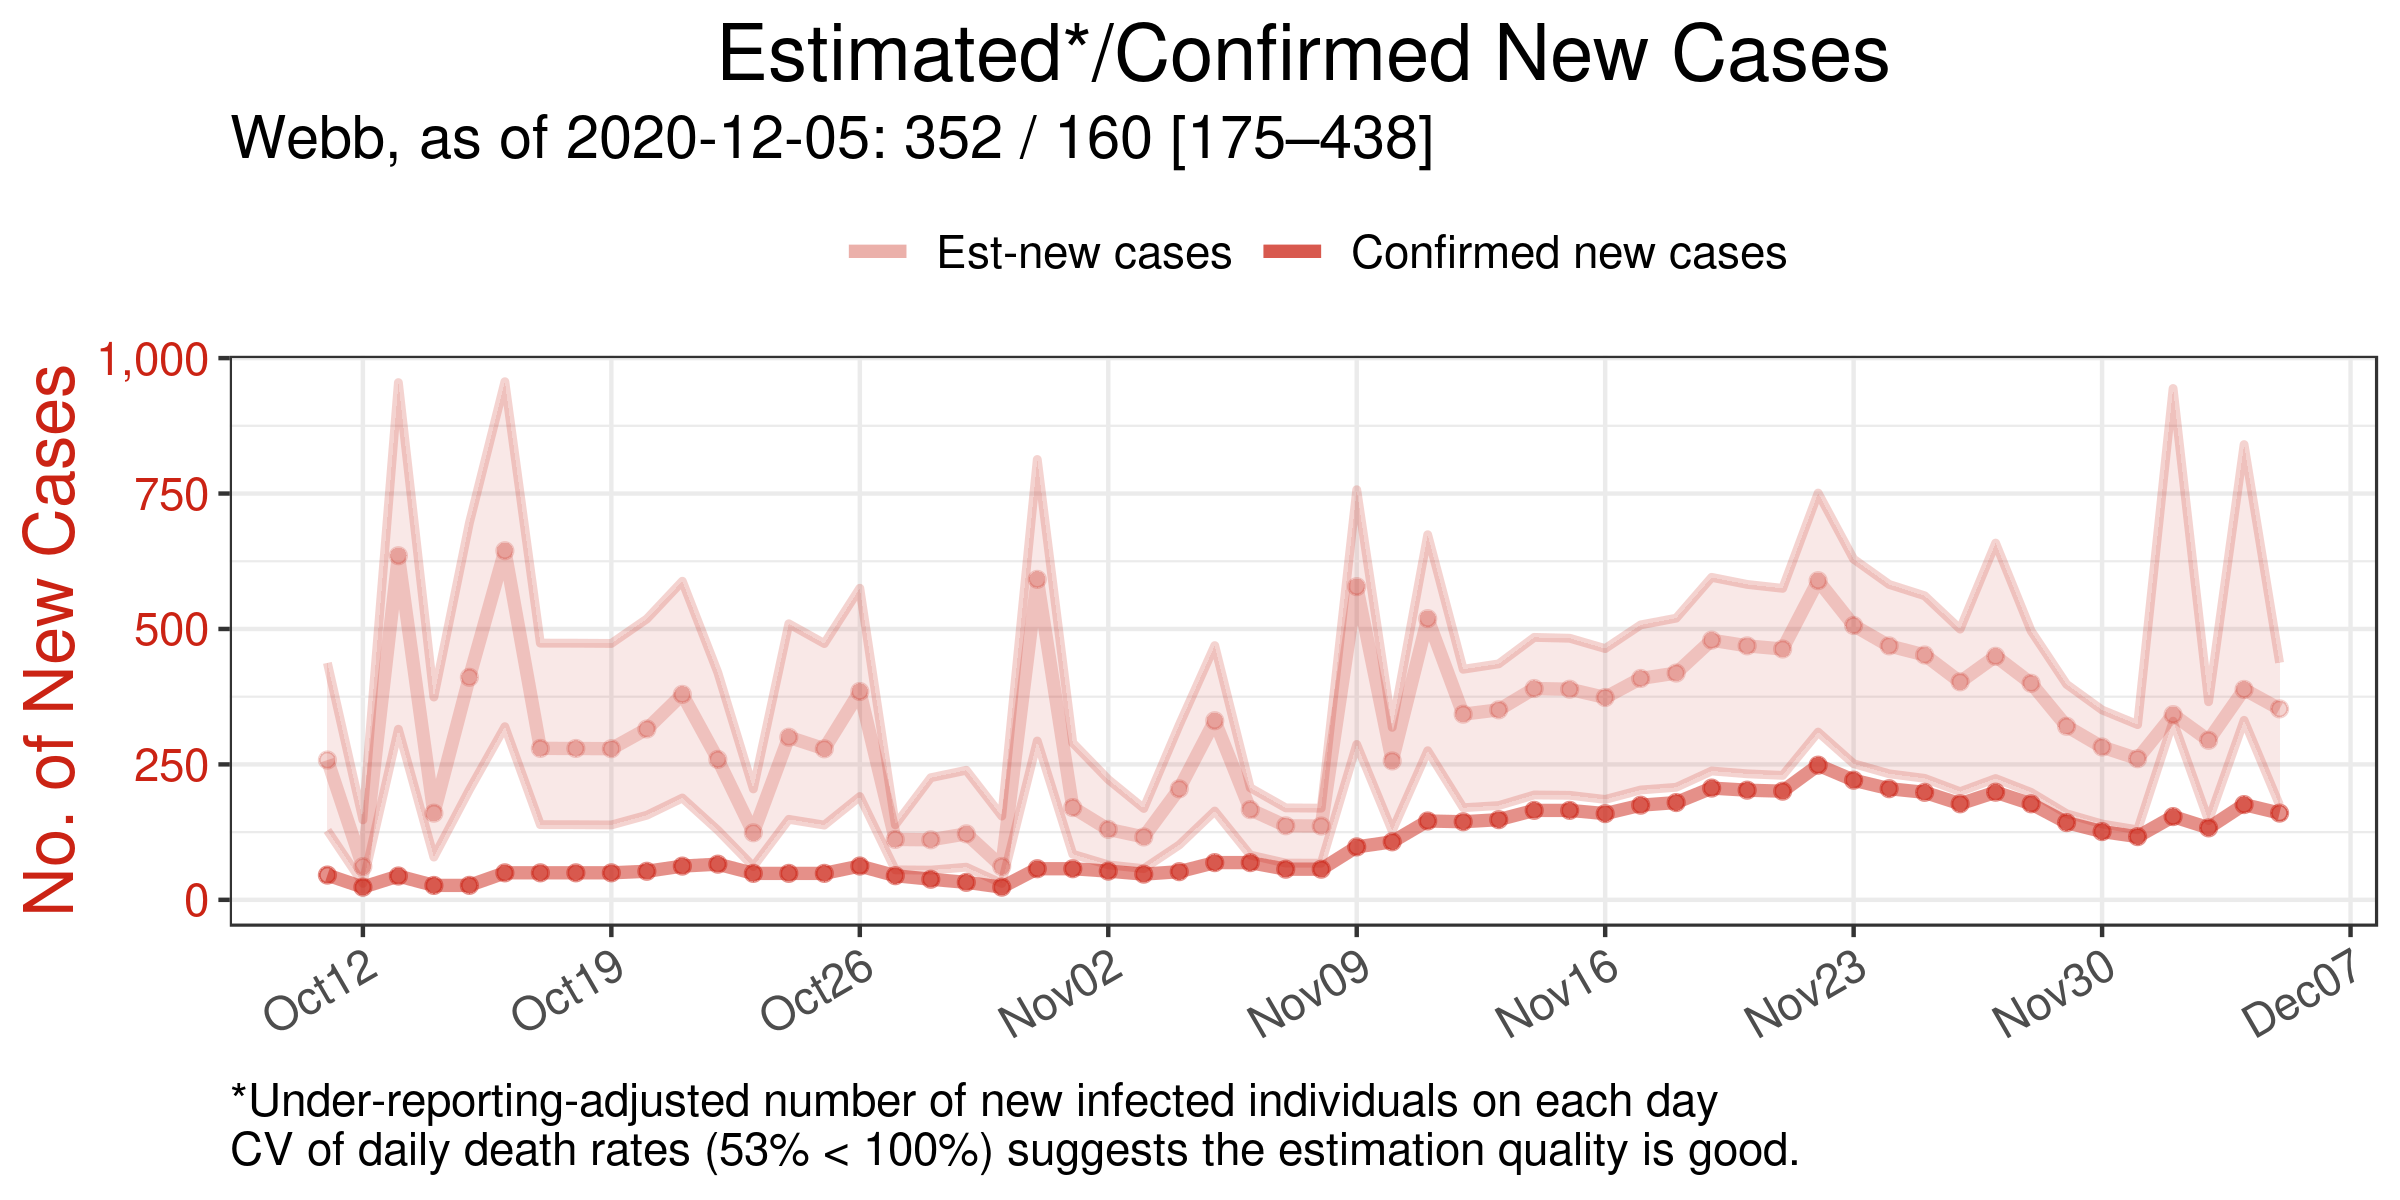 Estimated*/Confirmed New Cases
Webb, as of 2020-12-05: 352 / 160 [175–438]
Est-new cases
Confirmed new cases
No. of New Cases
1,000
750
500
250
0
Oct12
Oct19
Oct26
Nov02
Nov09
Nov16
Nov23
Nov30
Dec07
*Under-reporting-adjusted number of new infected individuals on each day
CV of daily death rates (53% < 100%) suggests the estimation quality is good.